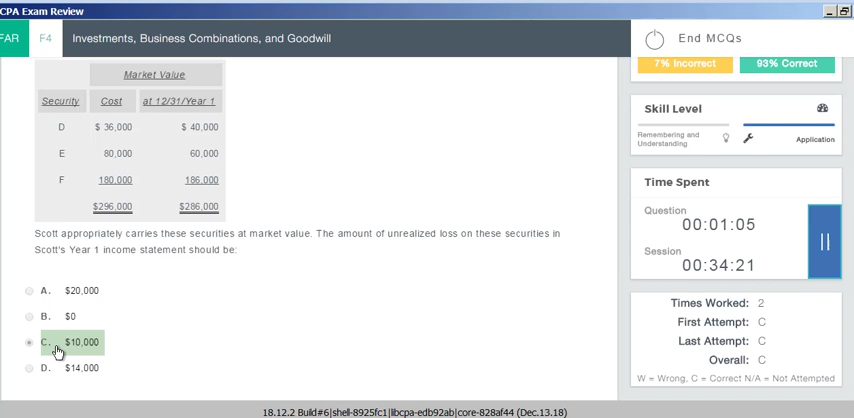 CPA Exam Review
FAR F4 Investments, Business Combinations, and Goodwill
End MCQs
7% Incorrect 93% Correct
Market Value
Security Cost at 12/31/Year 1
D $ 36,000 $ 40,000
E 80,000 60,000
F 180,000 186,000
$296,000 $286,000
Scott appropriately carries these securities at market value. The amount of unrealized loss on these securities in
Scott's Year 1 income statement should be:
A. $20,000
B. $0
C. $10,000
D. $14,000
Skill Level
Remembering and
Understanding
Application
Time Spent
Question
00:01:05
Session
00:34:21
Times Worked: 2
First Attempt: C
Last Attempt: C
Overall: C
W = Wrong, C = Correct N/A = Not Attempted
18.12.2 Build#6|shell-8925fc1|libcpa-edb92ab|core-828af44 (Dec.13.18)